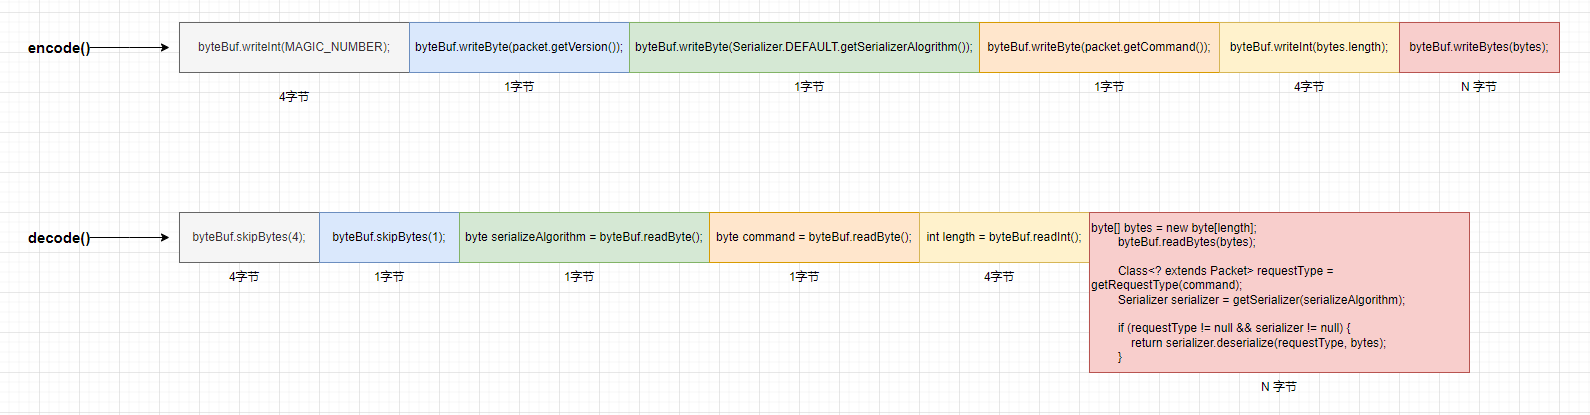 encode()
byteBuf.writeInt(MAGIC_NUMBER);
byteBuf.writeByte(packet.getVersion());
byteBuf.writeByte(Serializer.DEFAULT.getSerializerAlogrithm());
byteBuf.writeByte(packet.getCommand());
byteBuf.writeInt(bytes.length);
byteBuf.writeBytes(bytes);
4字节
1字节
1字节
1字节
4字节
N 字节
decode()
byteBuf.skipBytes(4);
byteBuf.skipBytes(1);
byte serializeAlgorithm = byteBuf.readByte();
byte command = byteBuf.readByte();
int length = byteBuf.readInt();
byte[] bytes = new byte[length];
byteBuf.readBytes(bytes);
Class<? extends Packet> requestType =
getRequestType(command);
Serializer serializer = getSerializer(serializeAlgorithm);
if (requestType != null && serializer != null) {
return serializer.deserialize(requestType, bytes);
}
4字节
1字节
1字节
1字节
4字节
N 字节